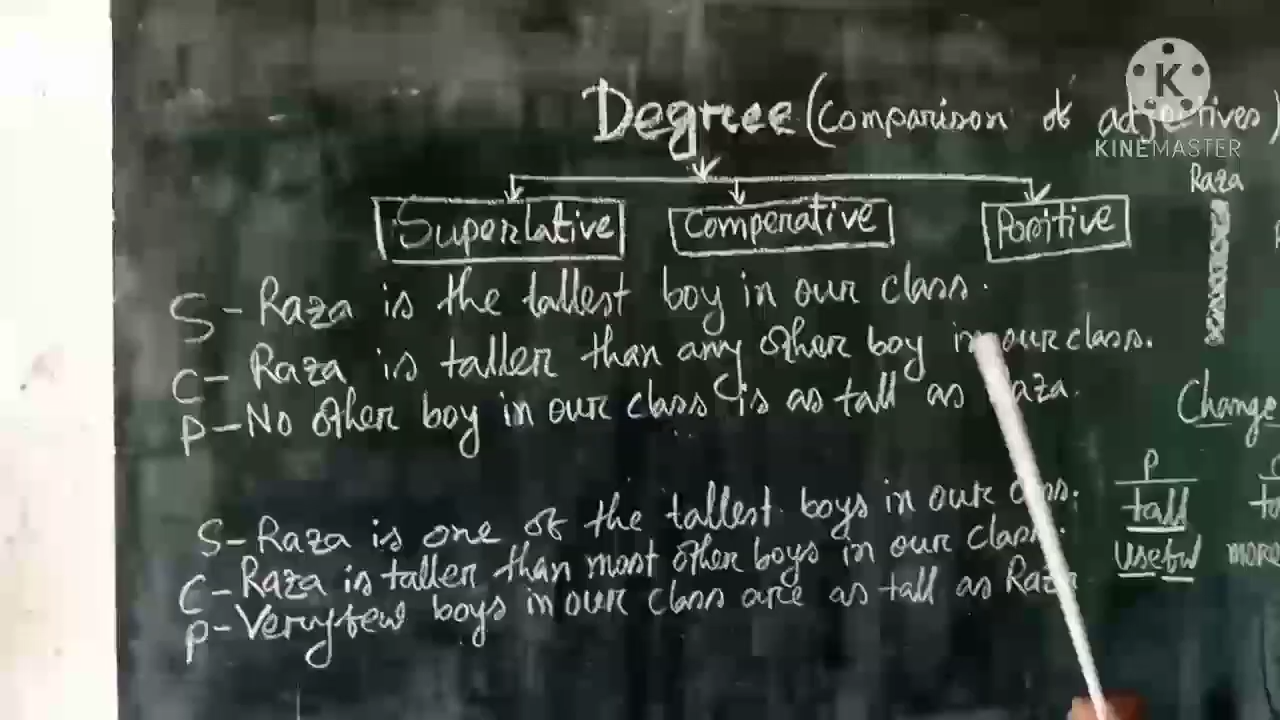 Degree (Comparison of adjectives)
KINEMASTER
Raza
Superlative Comperative Positive
S- Raza is the tallest boy in our class.
C- Raza is taller than any other boy in our class.
P- No other boy in our class is as tall as Raza.
Change
P
tall
useful more
S- Raza is one of the tallest boys in our class.
C- Raza is taller than most other boys in our class.
P- Very few boys in our class are as tall as Raza